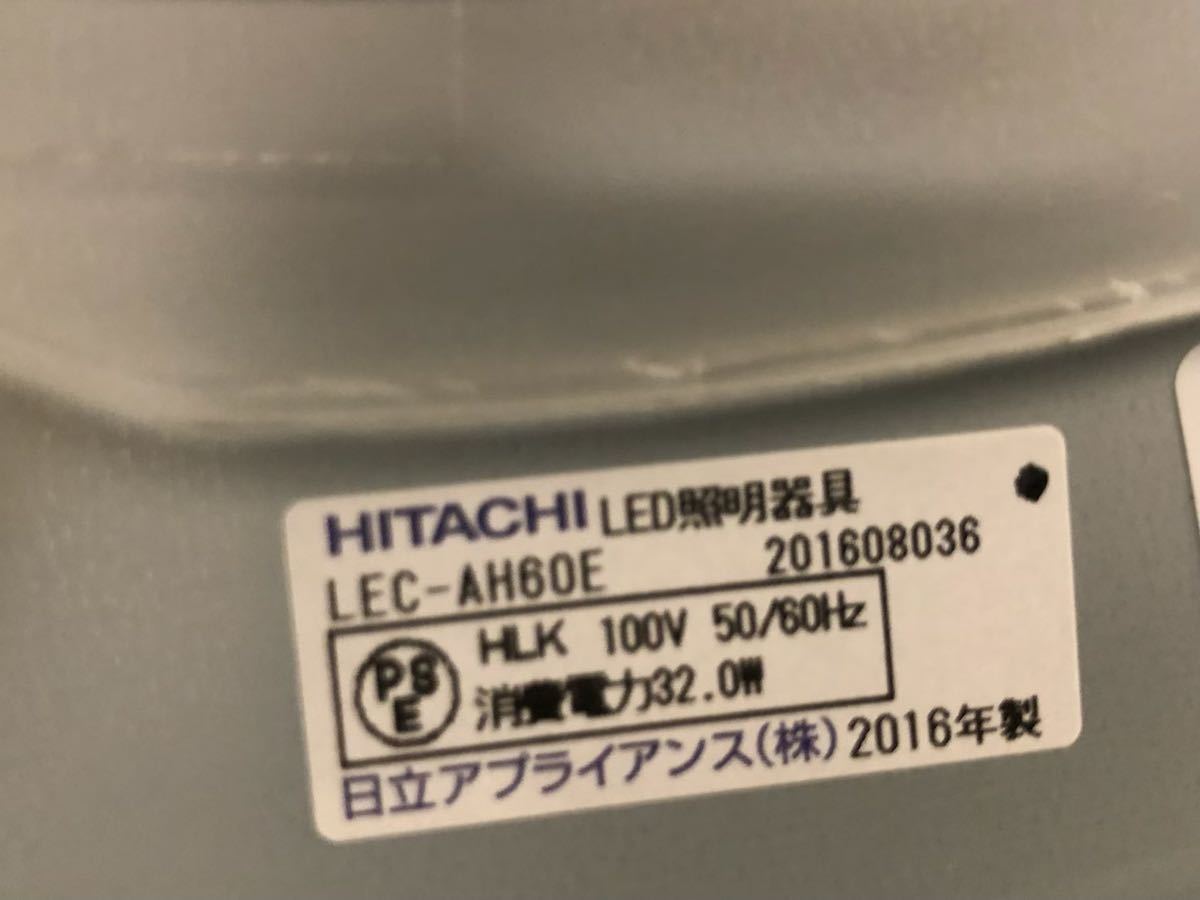 HITACHI LED照明器具
LEC-AH60E 201608036
PSE HLK 100V 50/60Hz
消費電力32.0W
日立アプライアンス(株) 2016年製